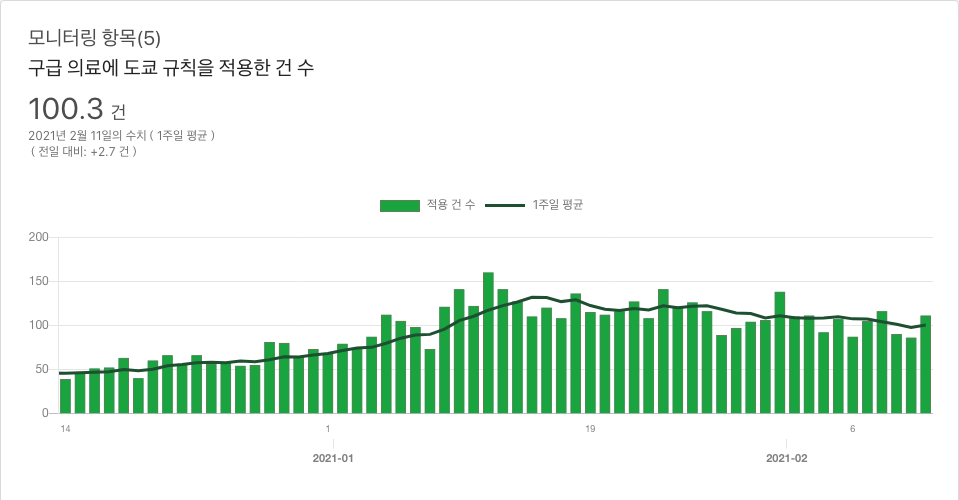 모니터링 항목(5)
구급 의료에 도쿄 규칙을 적용한 건 수
100.3 건
2021년 2월 11일의 수치 ( 1주일 평균 )
( 전일 대비: +2.7 건 )
적용 건 수 1주일 평균
200
150
100
50
0
14 1 19 6
2021-01 2021-02